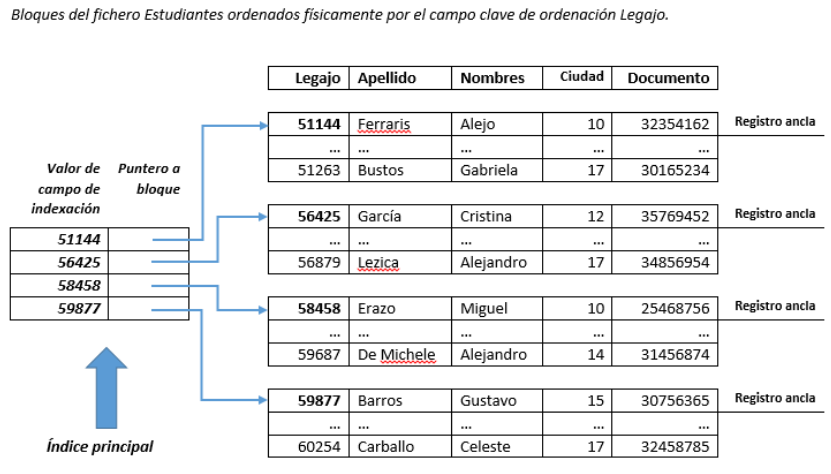 Bloques del fichero Estudiantes ordenados físicamente por el campo clave de ordenación Legajo.
Legajo Apellido Nombres Ciudad Documento
51144 Ferraris Alejo 10 32354162 Registro ancla
... ... ... ... ...
51263 Bustos Gabriela 17 30165234
Valor de campo de indexación
Puntero a bloque
51144
56425
58458
59877
56425 García Cristina 12 35769452 Registro ancla
... ... ... ... ...
56879 Lezica Alejandro 17 34856954
58458 Erazo Miguel 10 25468756 Registro ancla
... ... ... ... ...
59687 De Michele Alejandro 14 31456874
59877 Barros Gustavo 15 30756365 Registro ancla
... ... ... ... ...
60254 Carballo Celeste 17 32458785
Índice principal